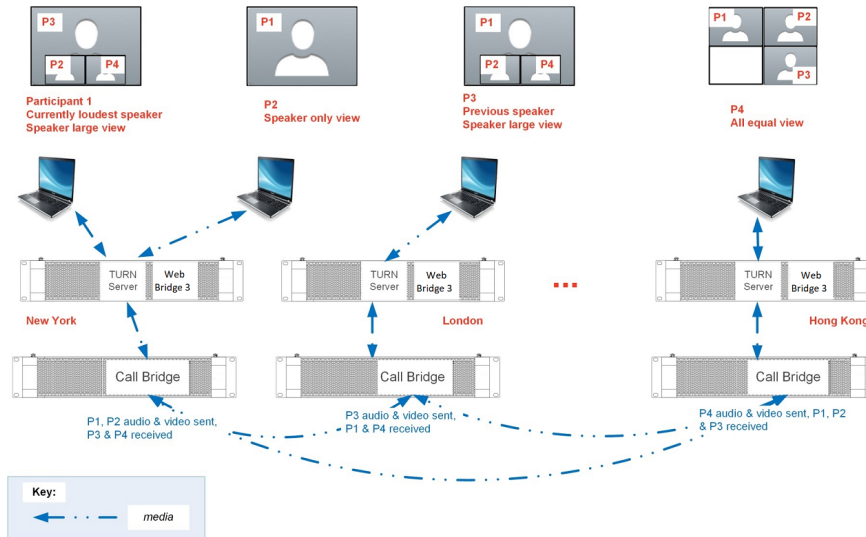 P3
P2
P4
Participant 1
Currently loudest speaker
Speaker large view
P1
P2
Speaker only view
P1
P2
P4
P3
Previous speaker
Speaker large view
P1
P2
P3
P4
All equal view
TURN
Server
Web
Bridge 3
TURN
Server
Web
Bridge 3
...
TURN
Server
Web
Bridge 3
New York
London
Hong Kong
Call Bridge
Call Bridge
Call Bridge
P1, P2 audio & video sent,
P3 & P4 received
P3 audio & video sent,
P1 & P4 received
P4 audio & video sent, P1, P2
& P3 received
Key:
media